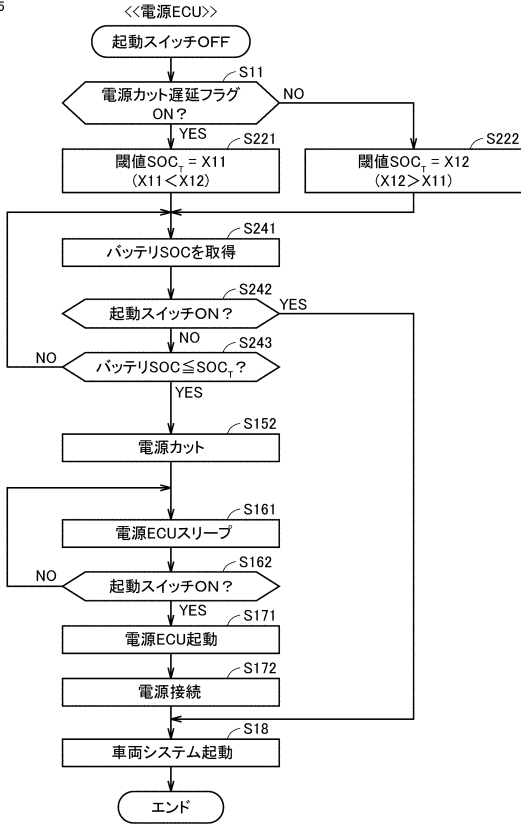 <<電源ECU>>
起動スイッチOFF
S11
電源カット遅延フラグ
ON？
NO
YES
S221
閾値SOCT = X11
(X11＜X12)
S222
閾値SOCT = X12
(X12＞X11)
S241
バッテリSOCを取得
S242
起動スイッチON？
YES
NO
S243
バッテリSOC≦SOCT？
NO
YES
S152
電源カット
S161
電源ECUスリープ
S162
起動スイッチON？
NO
YES
S171
電源ECU起動
S172
電源接続
S18
車両システム起動
エンド